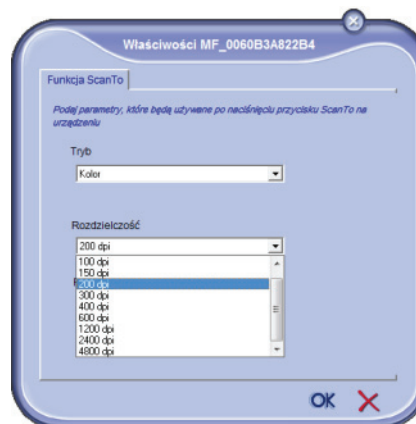 Właściwości MF_0060B3A822B4
Funkcja ScanTo
Podaj parametry, które będą używane po naciśnięciu przycisku ScanTo na
urządzeniu
Tryb
Kolor
Rozdzielczość
200 dpi
100 dpi
150 dpi
200 dpi
300 dpi
400 dpi
600 dpi
1200 dpi
2400 dpi
4800 dpi
OK